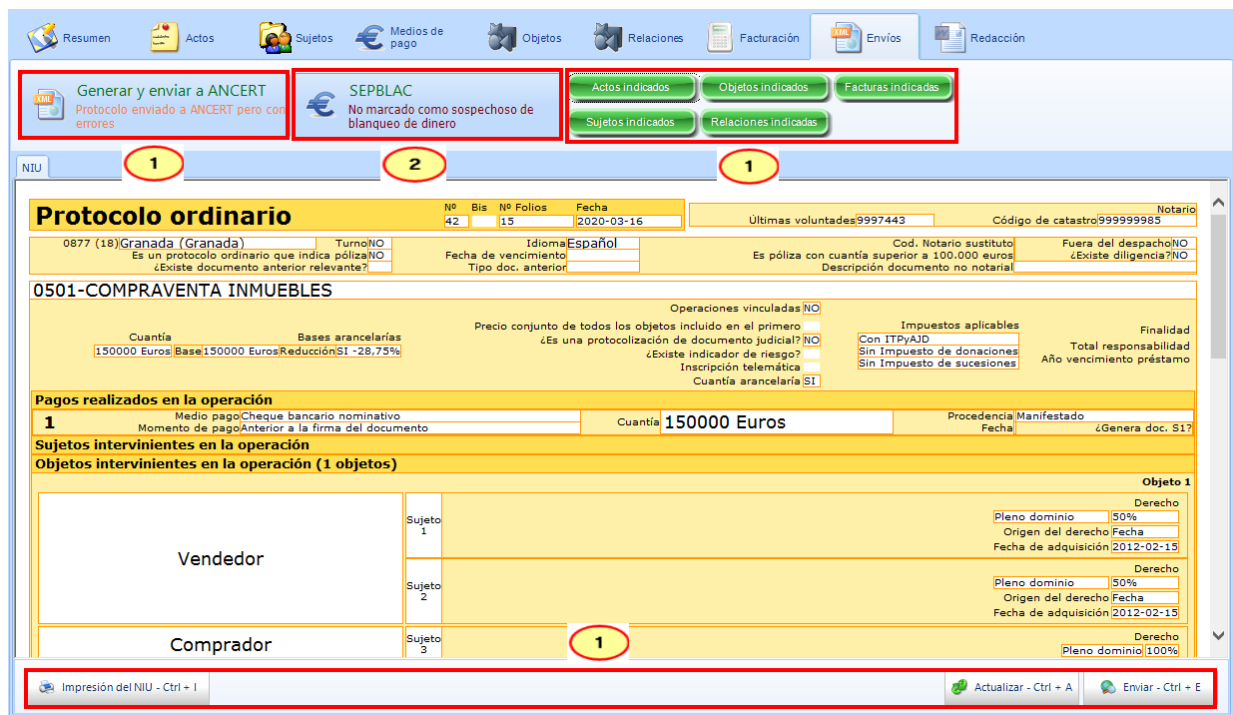 Resumen
Actos
Sujetos
Medios de
pago
Objetos
Relaciones
Facturación
Envíos
Redacción
XML
Generar y enviar a ANCERT
Protocolo enviado a ANCERT pero con
errores
SEPBLAC
No marcado como sospechoso de
blanqueo de dinero
Actos indicados
Objetos indicados
Facturas indicadas
Sujetos indicados
Relaciones indicadas
1
2
1
NIU
Protocolo ordinario
Nº Bis Nº Folios Fecha
42 15 2020-03-16
Notario
Últimas voluntades 9997443 Código de catastro 999999985
0877 (18) Granada (Granada) Turno NO
Es un protocolo ordinario que indica póliza NO
¿Existe documento anterior relevante?
Idioma Español
Fecha de vencimiento
Tipo doc. anterior
Cod. Notario sustituto
Es póliza con cuantía superior a 100.000 euros
Descripción documento no notarial
Fuera del despacho NO
¿Existe diligencia? NO
0501-COMPRAVENTA INMUEBLES
Cuantía Bases arancelarías
150000 Euros Base 150000 Euros Reducción SI -28,75%
Operaciones vinculadas NO
Precio conjunto de todos los objetos incluido en el primero
¿Es una protocolización de documento judicial? NO
¿Existe indicador de riesgo?
Inscripción telemática
Cuantía arancelaría SI
Impuestos aplicables
Con ITPyAJD
Sin Impuesto de donaciones
Sin Impuesto de sucesiones
Finalidad
Total responsabilidad
Año vencimiento préstamo
Pagos realizados en la operación
1
Medio pago Cheque bancario nominativo
Momento de pago Anterior a la firma del documento
Cuantía 150000 Euros
Procedencia Manifestado
Fecha ¿Genera doc. S1?
Sujetos intervinientes en la operación
Objetos intervinientes en la operación (1 objetos)
Objeto 1
Vendedor
Sujeto
1
Derecho
Pleno dominio 50%
Origen del derecho Fecha
Fecha de adquisición 2012-02-15
Sujeto
2
Derecho
Pleno dominio 50%
Origen del derecho Fecha
Fecha de adquisición 2012-02-15
Comprador
Sujeto
3
Derecho
Pleno dominio 100%
1
Impresión del NIU - Ctrl + I
Actualizar - Ctrl + A
Enviar - Ctrl + E